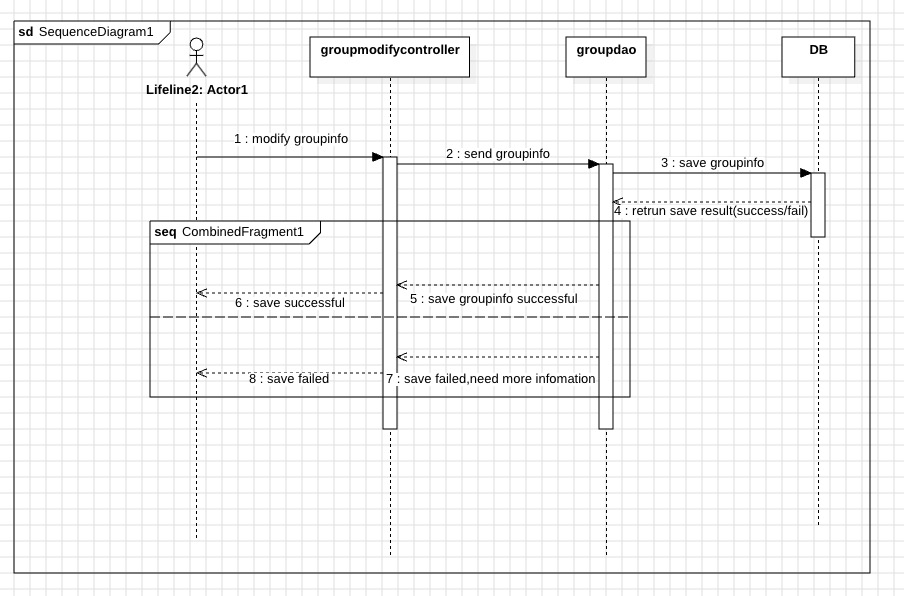 sd SequenceDiagram1
groupmodifycontroller
groupdao
DB
Lifeline2: Actor1
1 : modify groupinfo
2 : send groupinfo
3 : save groupinfo
4 : retrun save result(success/fail)
seq CombinedFragment1
5 : save groupinfo successful
6 : save successful
7 : save failed,need more infomation
8 : save failed